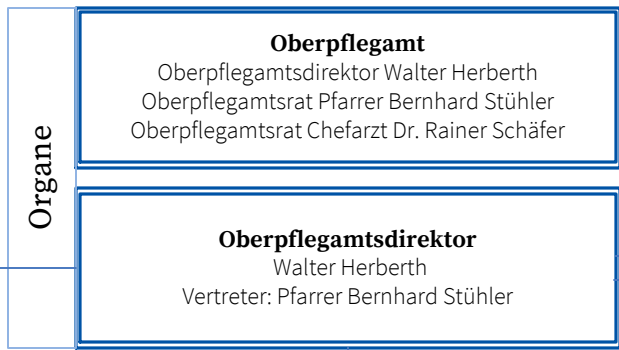 Organe
Oberpflegamt
Oberpflegamtsdirektor Walter Herberth
Oberpflegamtsrat Pfarrer Bernhard Stühler
Oberpflegamtsrat Chefarzt Dr. Rainer Schäfer
Oberpflegamtsdirektor
Walter Herberth
Vertreter: Pfarrer Bernhard Stühler